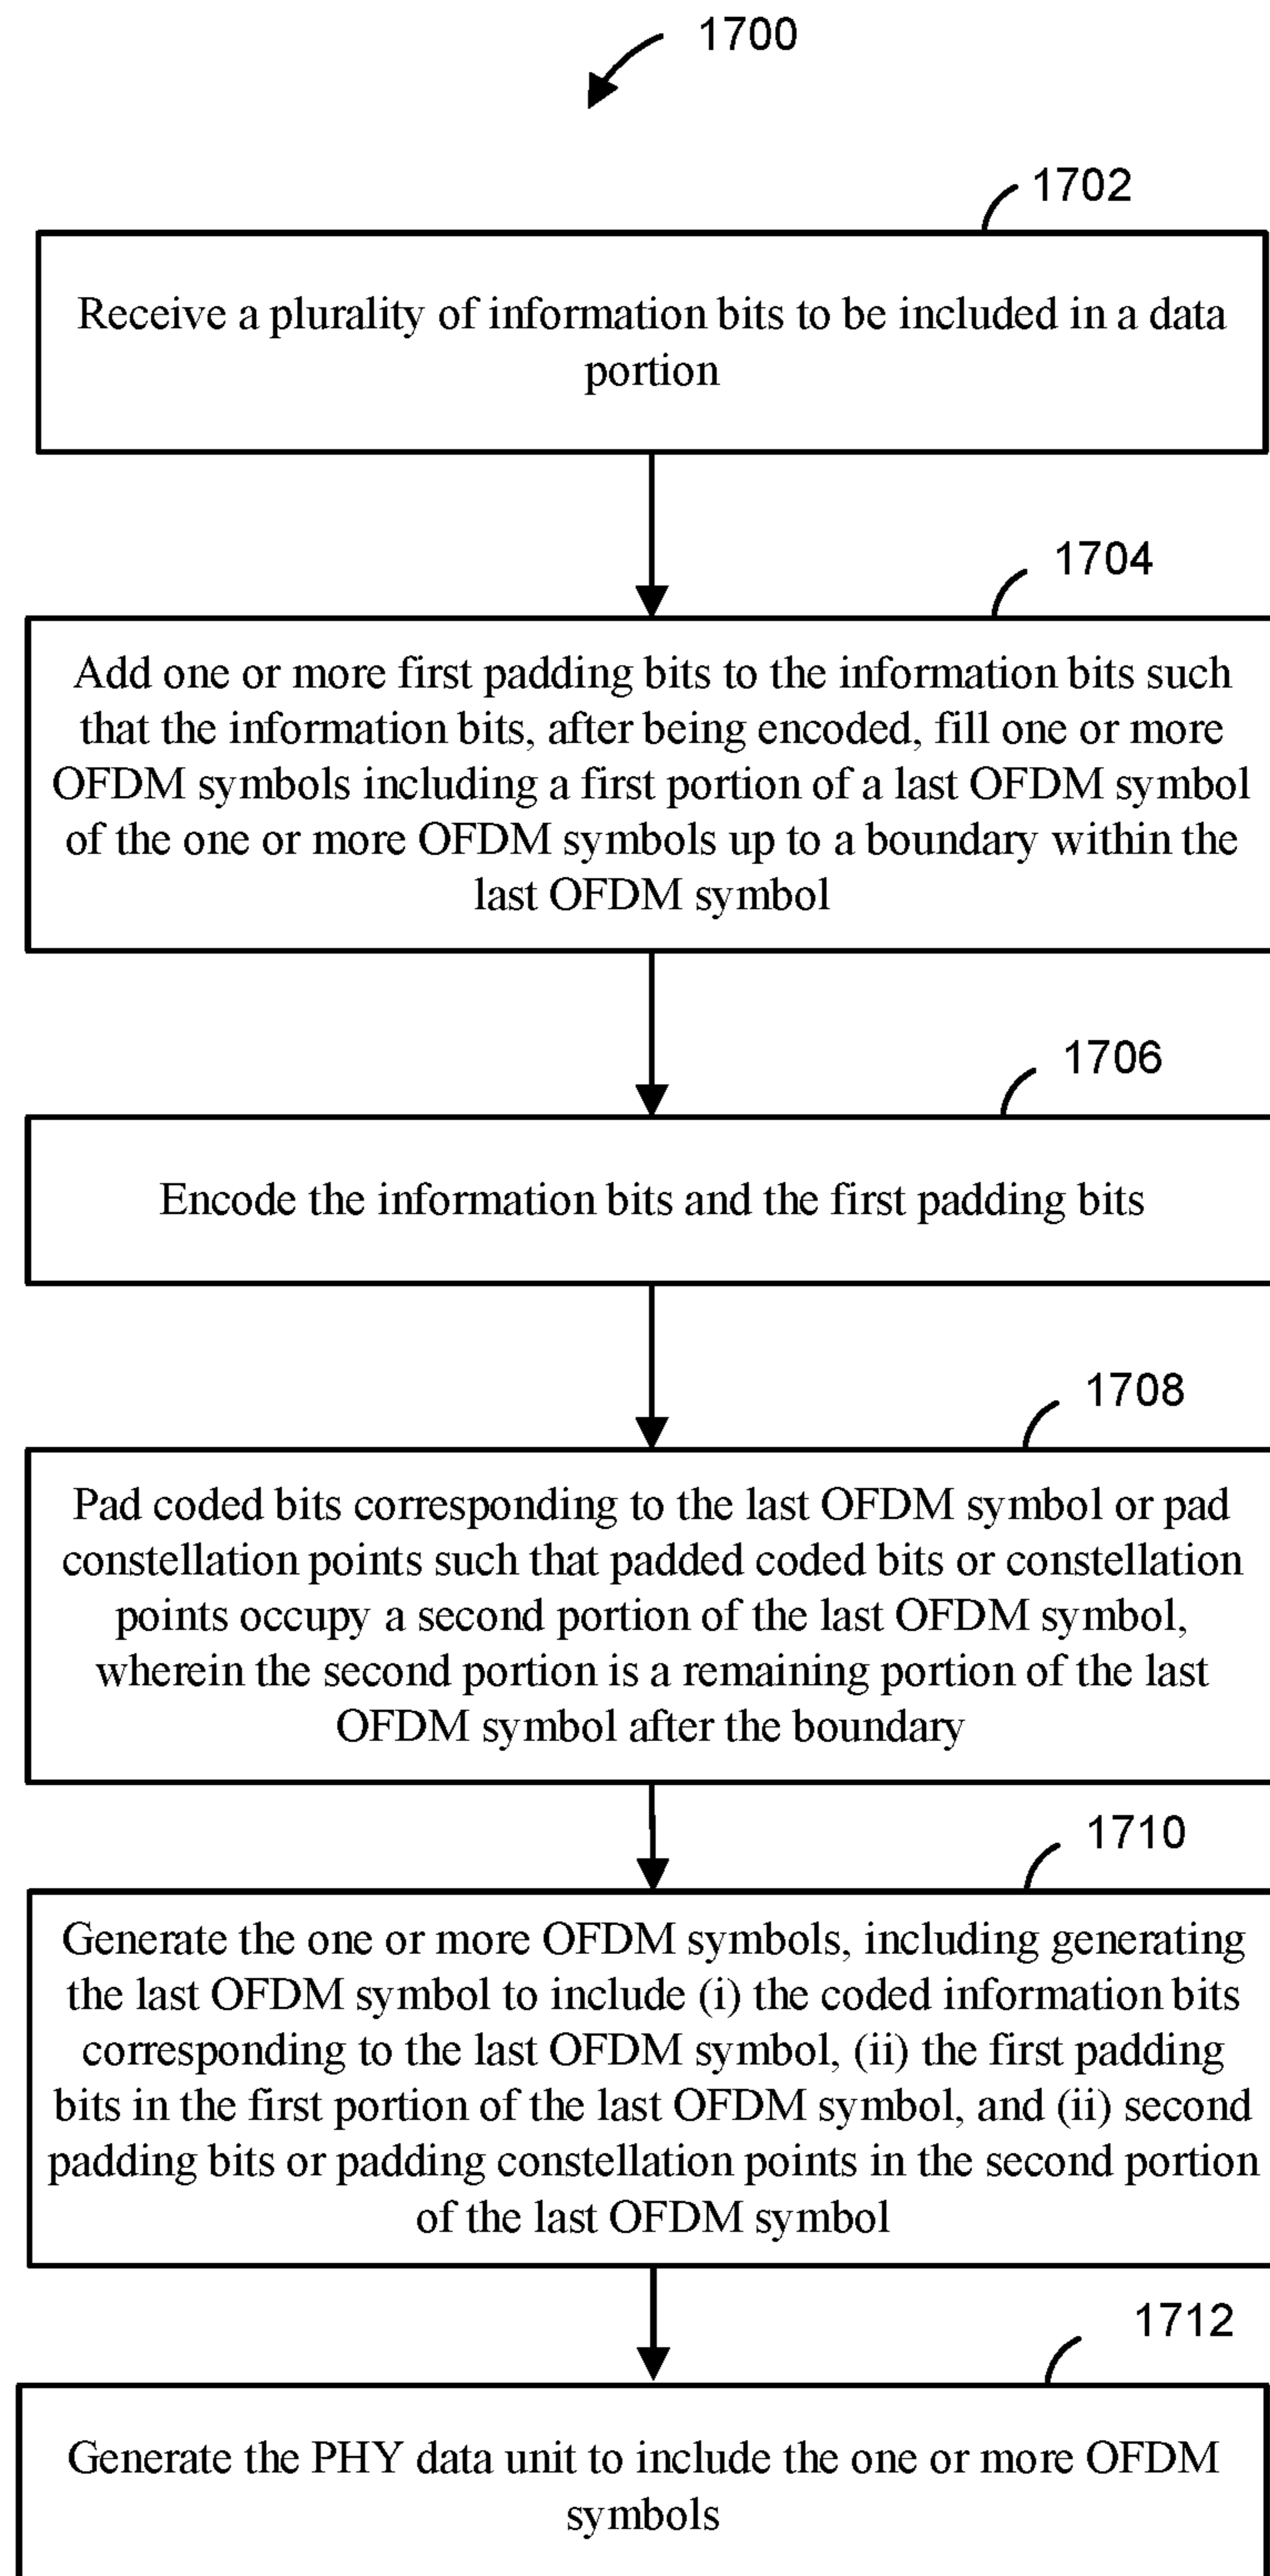 1700
1702
Receive a plurality of information bits to be included in a data
portion
1704
Add one or more first padding bits to the information bits such
that the information bits, after being encoded, fill one or more
OFDM symbols including a first portion of a last OFDM symbol
of the one or more OFDM symbols up to a boundary within the
last OFDM symbol
1706
Encode the information bits and the first padding bits
1708
Pad coded bits corresponding to the last OFDM symbol or pad
constellation points such that padded coded bits or constellation
points occupy a second portion of the last OFDM symbol,
wherein the second portion is a remaining portion of the last
OFDM symbol after the boundary
1710
Generate the one or more OFDM symbols, including generating
the last OFDM symbol to include (i) the coded information bits
corresponding to the last OFDM symbol, (ii) the first padding
bits in the first portion of the last OFDM symbol, and (ii) second
padding bits or padding constellation points in the second portion
of the last OFDM symbol
1712
Generate the PHY data unit to include the one or more OFDM
symbols